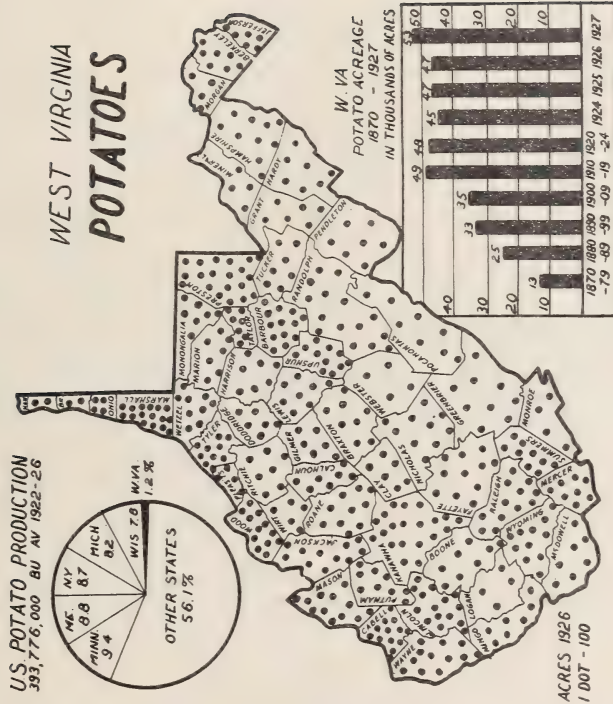 WEST VIRGINIA
POTATOES
US. POTATO PRODUCTION
393,776,000 BU AV 1922-26
MINN. 9.4
ME. 8.8
N.Y. 8.7
MICH 8.2
WIS 7.8
W.VA. 1.2%
OTHER STATES
56.1%
OHIO
MARSHALL
WETZEL
MONONGALIA
MARION
PRESTON
TYLER
HARRISON
TAYLOR
BARBOUR
TUCKER
DODDRIDGE
PLEAS'S
WOOD
RITCHIE
WIRT
GILMER
LEWIS
UPSHUR
RANDOLPH
CALHOUN
ROANE
JACKSON
MASON
BRAXTON
WEBSTER
POCAHONTAS
PENDLETON
GRANT
HARDY
MINERAL
HAMPSHIRE
MORGAN
BERKELEY
JEFFERSON
PUTNAM
KANAWHA
CLAY
NICHOLAS
GREENBRIER
CABELL
WAYNE
LINCOLN
BOONE
FAYETTE
MINGO
LOGAN
RALEIGH
SUMMERS
MONROE
WYOMING
MERCER
McDOWELL
ACRES 1926
1 DOT - 100
W. VA
POTATO ACREAGE
1870 - 1927
IN THOUSANDS OF ACRES
13 25 33 35 49 48 45 47 47 53
50
40 40
30 30
20 20
10 10
1870 1880 1890 1900 1910 1920 1924 1925 1926 1927
-79 -89 -99 -09 -19 -24